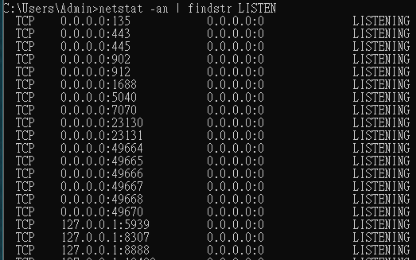 C:\Users\Admin>netstat -an | findstr LISTEN
TCP 0.0.0.0:135 0.0.0.0:0 LISTENING
TCP 0.0.0.0:443 0.0.0.0:0 LISTENING
TCP 0.0.0.0:445 0.0.0.0:0 LISTENING
TCP 0.0.0.0:902 0.0.0.0:0 LISTENING
TCP 0.0.0.0:912 0.0.0.0:0 LISTENING
TCP 0.0.0.0:1688 0.0.0.0:0 LISTENING
TCP 0.0.0.0:5040 0.0.0.0:0 LISTENING
TCP 0.0.0.0:7070 0.0.0.0:0 LISTENING
TCP 0.0.0.0:23130 0.0.0.0:0 LISTENING
TCP 0.0.0.0:23131 0.0.0.0:0 LISTENING
TCP 0.0.0.0:49664 0.0.0.0:0 LISTENING
TCP 0.0.0.0:49665 0.0.0.0:0 LISTENING
TCP 0.0.0.0:49666 0.0.0.0:0 LISTENING
TCP 0.0.0.0:49667 0.0.0.0:0 LISTENING
TCP 0.0.0.0:49668 0.0.0.0:0 LISTENING
TCP 0.0.0.0:49670 0.0.0.0:0 LISTENING
TCP 127.0.0.1:5939 0.0.0.0:0 LISTENING
TCP 127.0.0.1:8307 0.0.0.0:0 LISTENING
TCP 127.0.0.1:8888 0.0.0.0:0 LISTENING